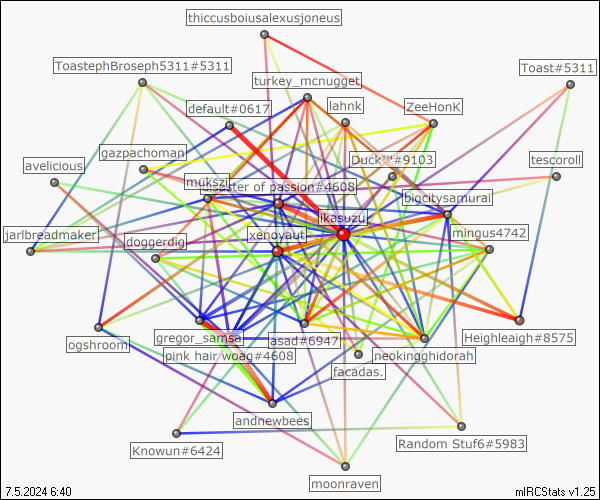 thiccusboiusalexusjoneus
ToastephBroseph5311#5311
Toast#5311
turkey_mcnugget
default#0617
lahnk
ZeeHonK
gazpachoman
Duck™#9103
tescoroll
avelicious
mukszi
ster of passion#4608
bigcitysamurai
ikasuzu
jarlbreadmaker
doggerdig
xenoyaut
mingus4742
ogshroom
gregor_samsa
asad#6947
Heighleaigh#8575
pink hair woag#4608
neokingghidorah
facadas.
andnewbees
Knowun#6424
Random Stuf6#5983
moonraven
7.5.2024 6:40
mIRCStats v1.25